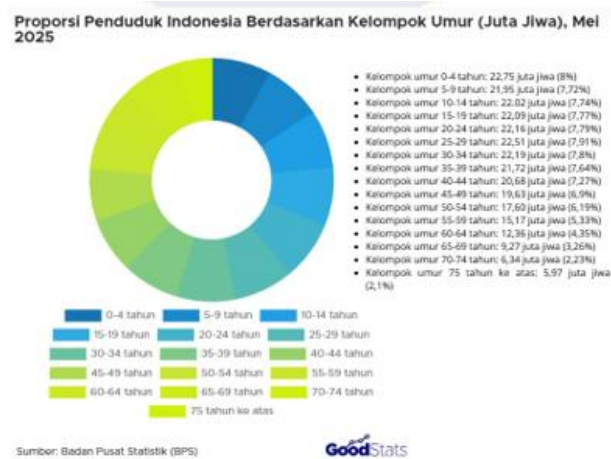 Proporsi Penduduk Indonesia Berdasarkan Kelompok Umur (Juta Jiwa), Mei
2025
Kelompok umur 0-4 tahun: 22,75 juta jiwa (8%)
Kelompok umur 5-9 tahun: 21,95 juta jiwa (7,72%)
Kelompok umur 10-14 tahun: 22.02 juta jiwa (7,74%)
Kelompok umur 15-19 tahun: 22,09 juta jiwa (7,77%)
Kelompok umur 20-24 tahun: 22,16 juta jiwa (7,79%)
Kelompok umur 25-29 tahun: 22,51 juta jiwa (7,91%)
Kelompok umur 30-34 tahun: 22,19 juta jiwa (7,8%)
Kelompok umur 35-39 tahun: 21,72 juta jiwa (7,64%)
Kelompok umur 40-44 tahun: 20,68 juta jiwa (7,27%)
Kelompok umur 45-49 tahun: 19,63 juta jiwa (6,9%)
Kelompok umur 50-54 tahun: 17,60 juta jiwa (6,19%)
Kelompok umur 55-59 tahun: 15,17 juta jiwa (5,33%)
Kelompok umur 60-64 tahun: 12,36 juta jiwa (4,35%)
Kelompok umur 65-69 tahun: 9,27 juta jiwa (3,26%)
Kelompok umur 70-74 tahun: 6,34 juta jiwa (2,23%)
Kelompok umur 75 tahun ke atas: 5,97 juta jiwa
(2,1%)
0-4 tahun 5-9 tahun 10-14 tahun
15-19 tahun 20-24 tahun 25-29 tahun
30-34 tahun 35-39 tahun 40-44 tahun
45-49 tahun 50-54 tahun 55-59 tahun
60-64 tahun 65-69 tahun 70-74 tahun
75 tahun ke atas
Sumber: Badan Pusat Statistik (BPS)
GoodStats